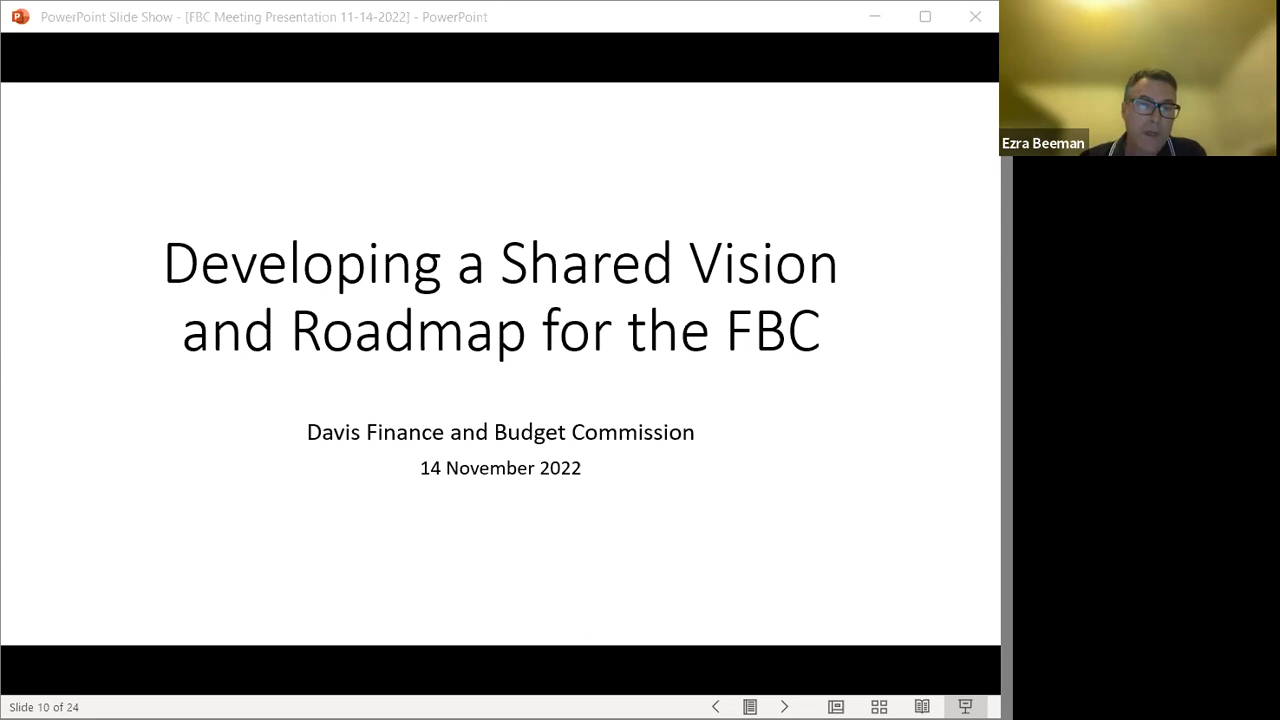 PowerPoint Slide Show - [FBC Meeting Presentation 11-14-2022] - PowerPoint
Ezra Beeman
Developing a Shared Vision
and Roadmap for the FBC
Davis Finance and Budget Commission
14 November 2022
Slide 10 of 24